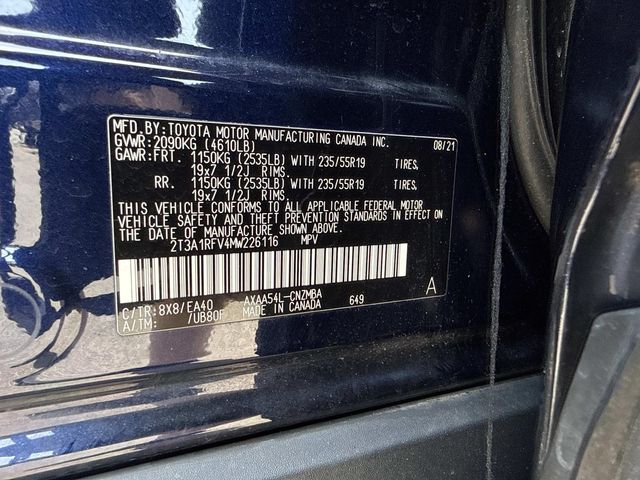 MFD.BY:TOYOTA MOTOR MANUFACTURING CANADA INC. 08/21
GVWR:2090KG (4610LB)
GAWR:FRT. 1150KG (2535LB) WITH 235/55R19 TIRES,
19x7 1/2J RIMS.
RR. 1150KG (2535LB) WITH 235/55R19 TIRES,
19x7 1/2J RIMS.
THIS VEHICLE CONFORMS TO ALL APPLICABLE FEDERAL MOTOR
VEHICLE SAFETY AND THEFT PREVENTION STANDARDS IN EFFECT ON
THE DATE OF MANUFACTURE SHOWN ABOVE.
2T3A1RFV4MW226116 MPV
C/TR:8X8/EA40 AXAA54L-CNZMBA 649 A
A/TM: /UB80F MADE IN CANADA